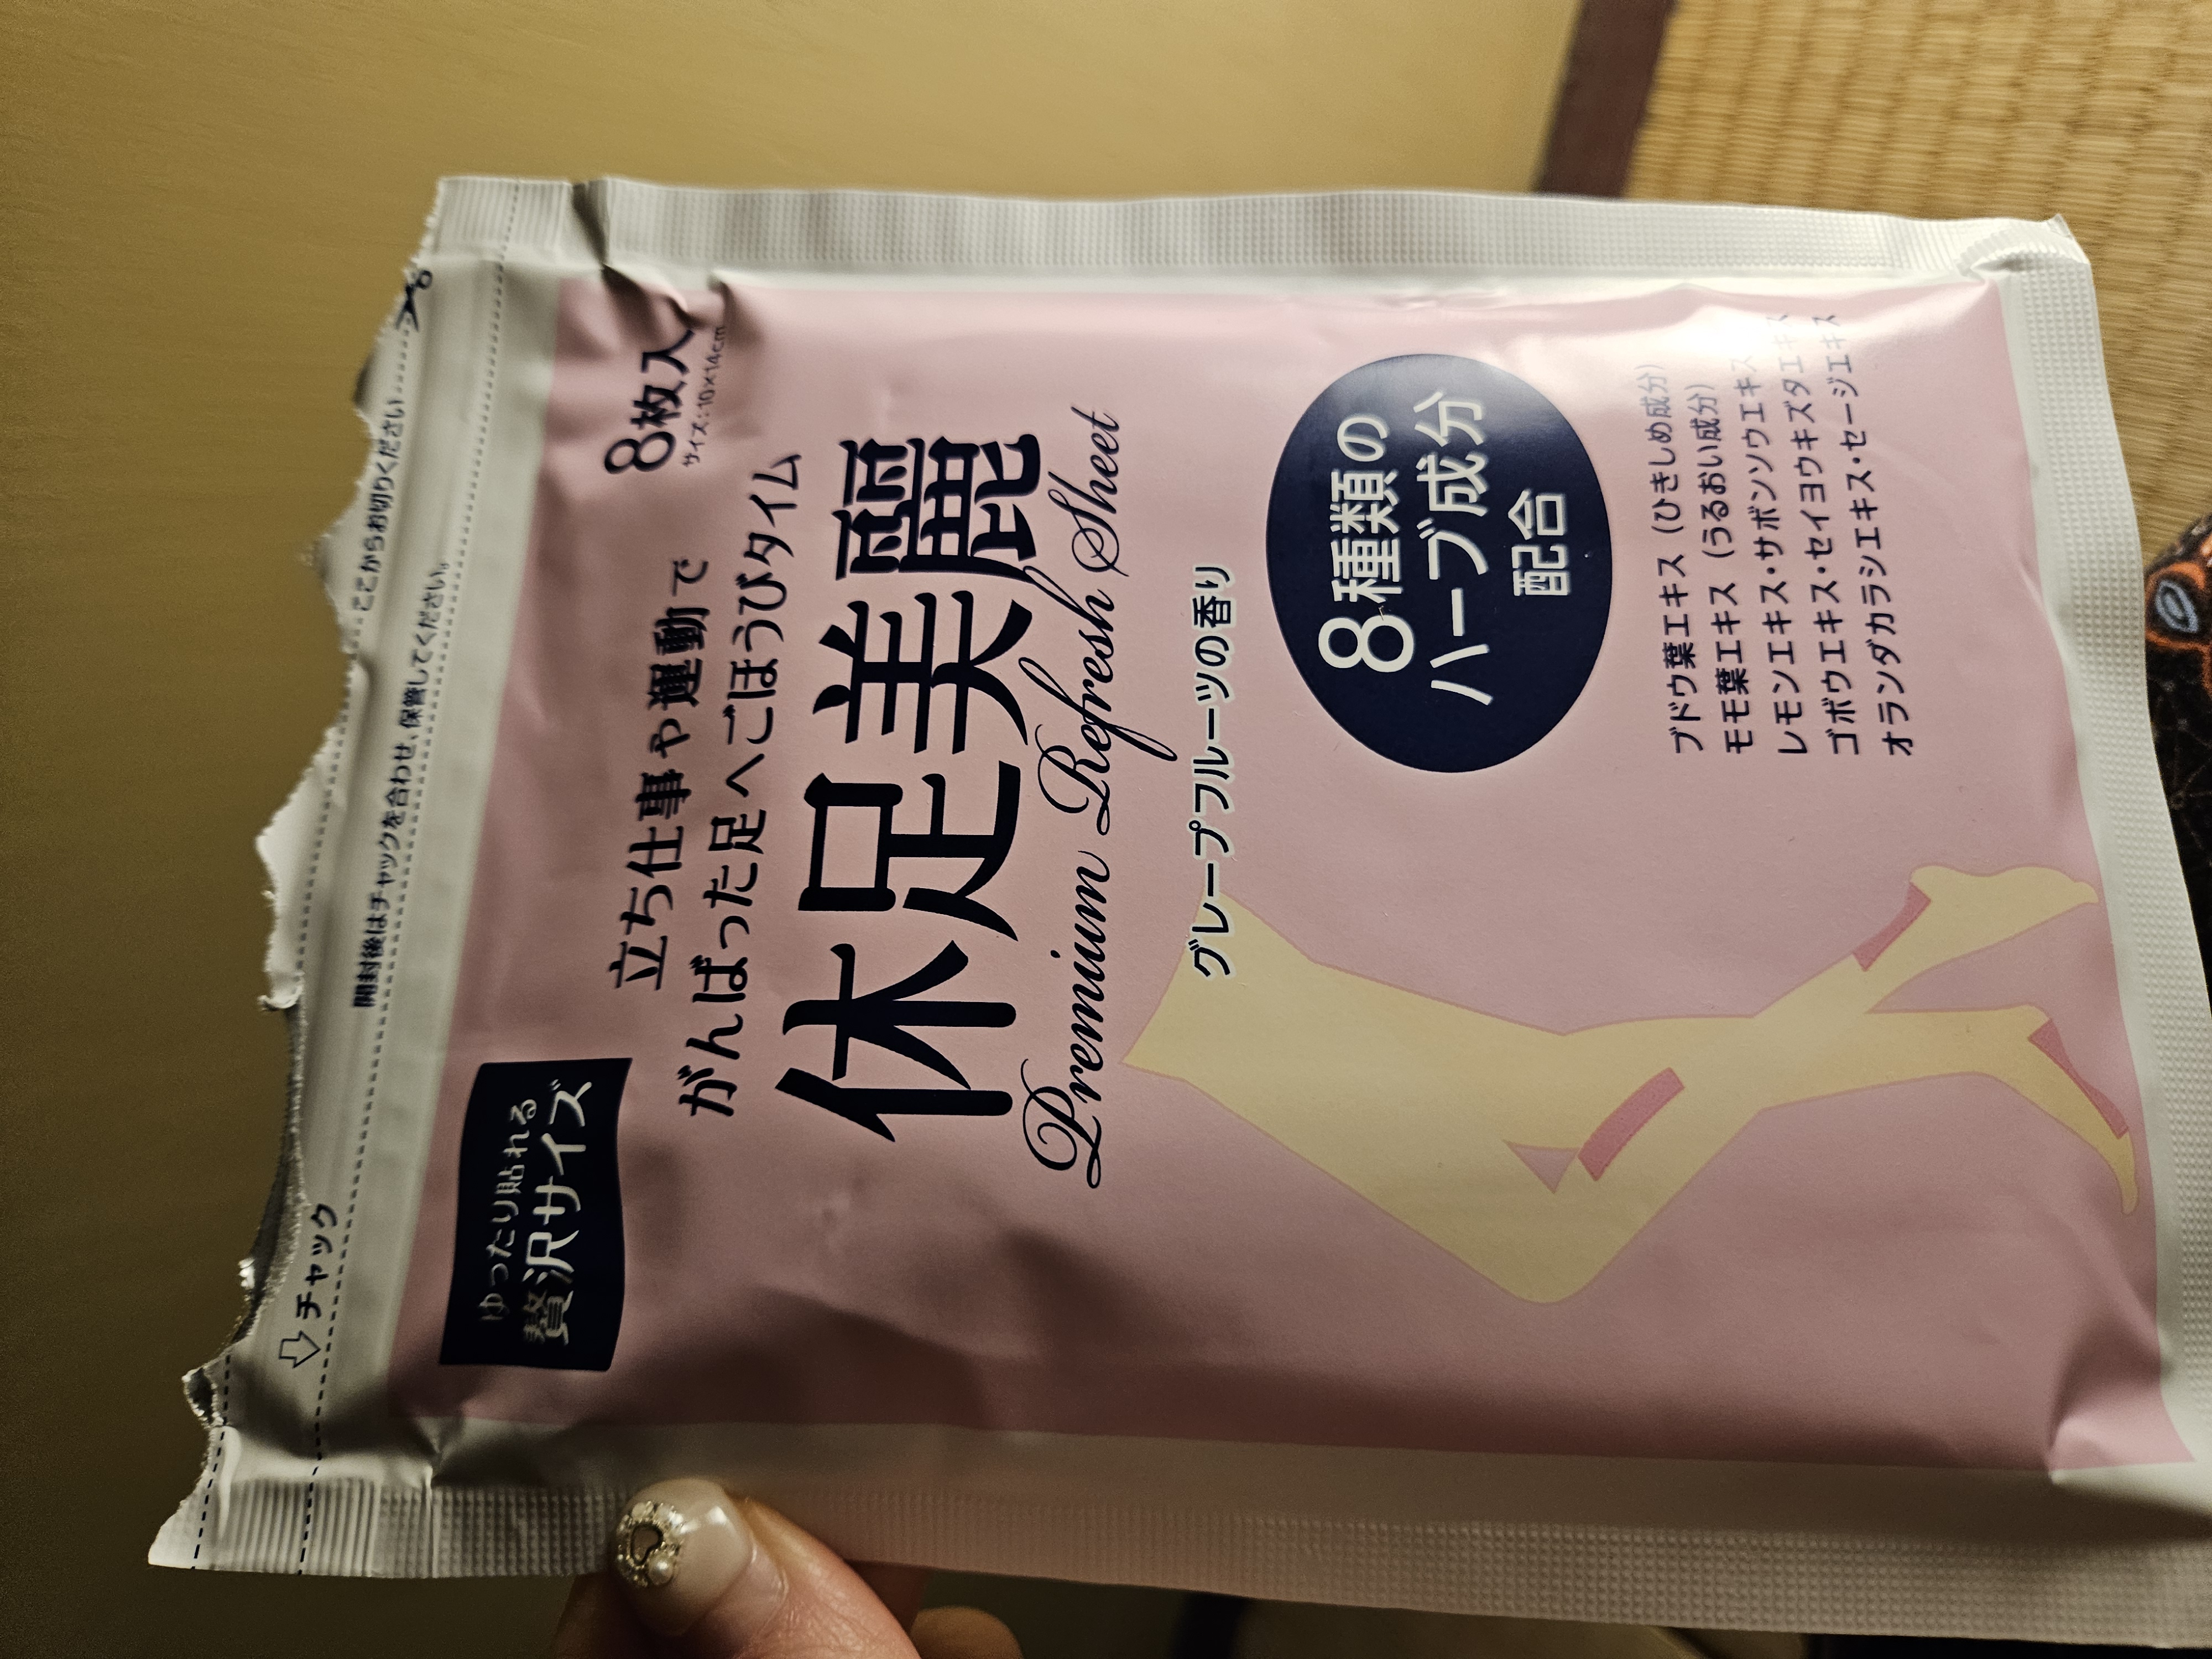 ここからお切りください
チャック
開封後はチャックを合わせ、保管してください。
ゆったり貼れる
贅沢サイズ
8枚入
サイズ:10×14cm
立ち仕事や運動で
がんばった足へごほうびタイム
休足美麗
Premium Refresh Sheet
グレープフルーツの香り
8種類の
ハーブ成分
配合
ブドウ葉エキス(ひきしめ成分)
モモ葉エキス(うるおい成分)
レモンエキス・サボンソウエキス
ゴボウエキス・セイヨウキズタエキス
オランダカラシエキス・セージエキス